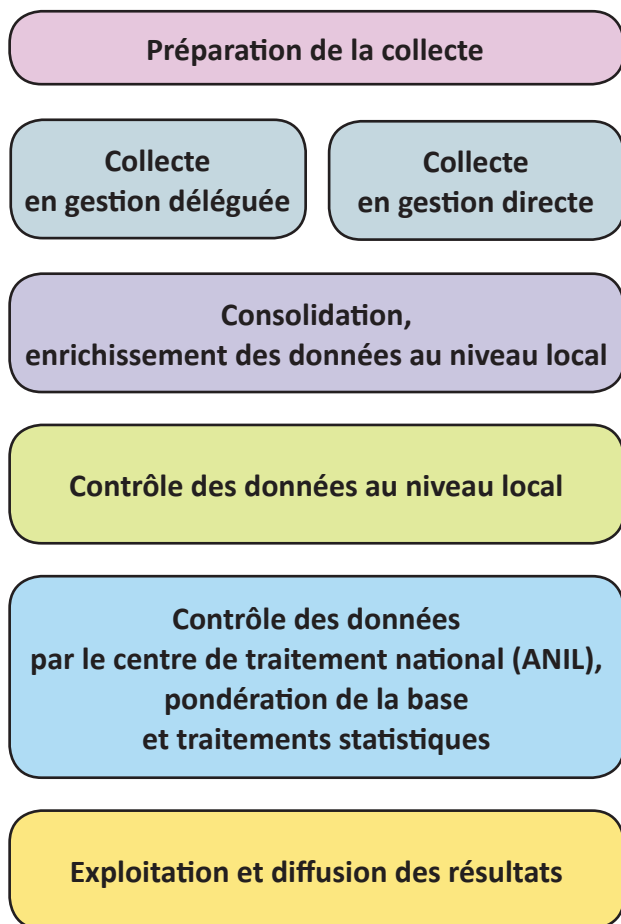 Préparation de la collecte
Collecte
en gestion déléguée
Collecte
en gestion directe
Consolidation,
enrichissement des données au niveau local
Contrôle des données au niveau local
Contrôle des données
par le centre de traitement national (ANIL),
pondération de la base
et traitements statistiques
Exploitation et diffusion des résultats